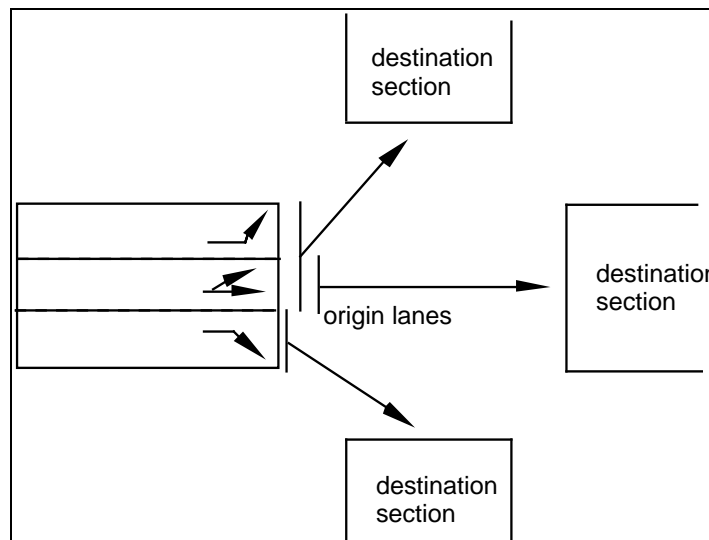 destination
section
destination
section
origin lanes
destination
section